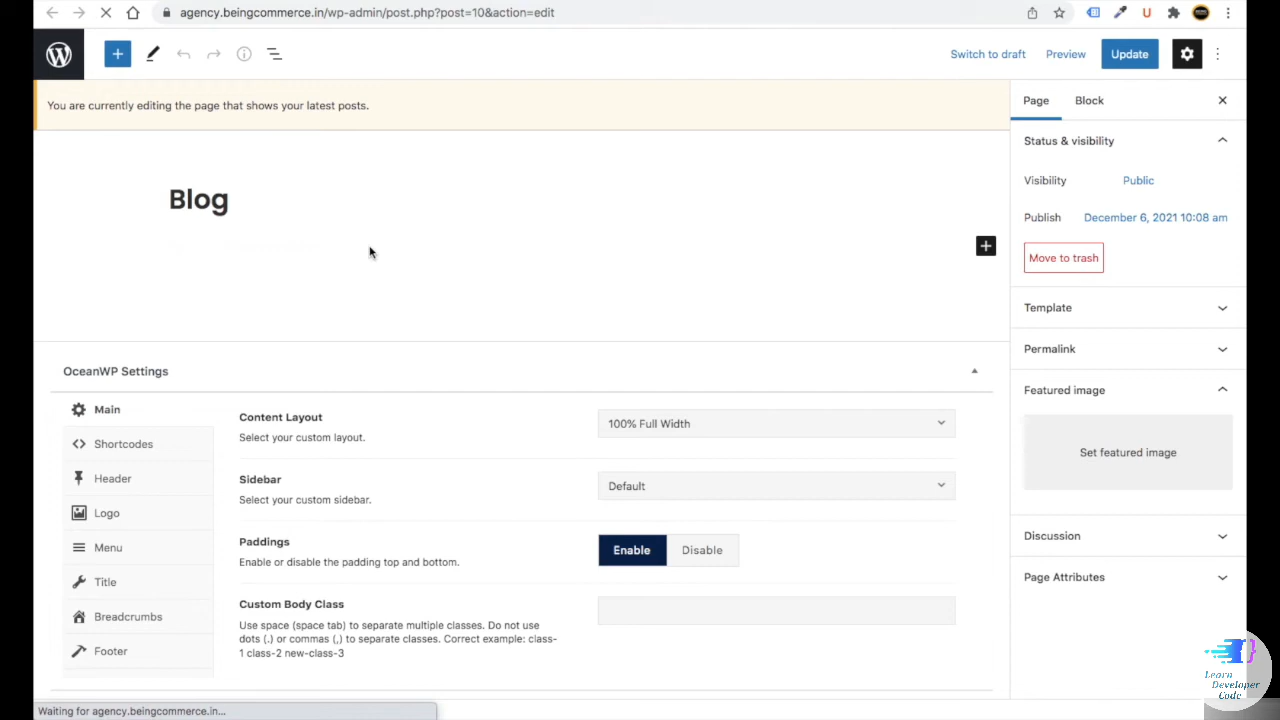 agency.beingcommerce.in/wp-admin/post.php?post=10&action=edit
Switch to draft
Preview
Update
You are currently editing the page that shows your latest posts.
Page
Block
Status & visibility
Visibility
Public
Publish
December 6, 2021 10:08 am
Move to trash
Blog
Template
Permalink
Featured image
Set featured image
Discussion
Page Attributes
OceanWP Settings
Main
Shortcodes
Header
Logo
Menu
Title
Breadcrumbs
Footer
Content Layout
Select your custom layout.
100% Full Width
Sidebar
Select your custom sidebar.
Default
Paddings
Enable or disable the padding top and bottom.
Enable
Disable
Custom Body Class
Use space (space tab) to separate multiple classes. Do not use
dots (.) or commas (,) to separate classes. Correct example: class-
1 class-2 new-class-3
Waiting for agency.beingcommerce.in...
Learn
Developer
Code